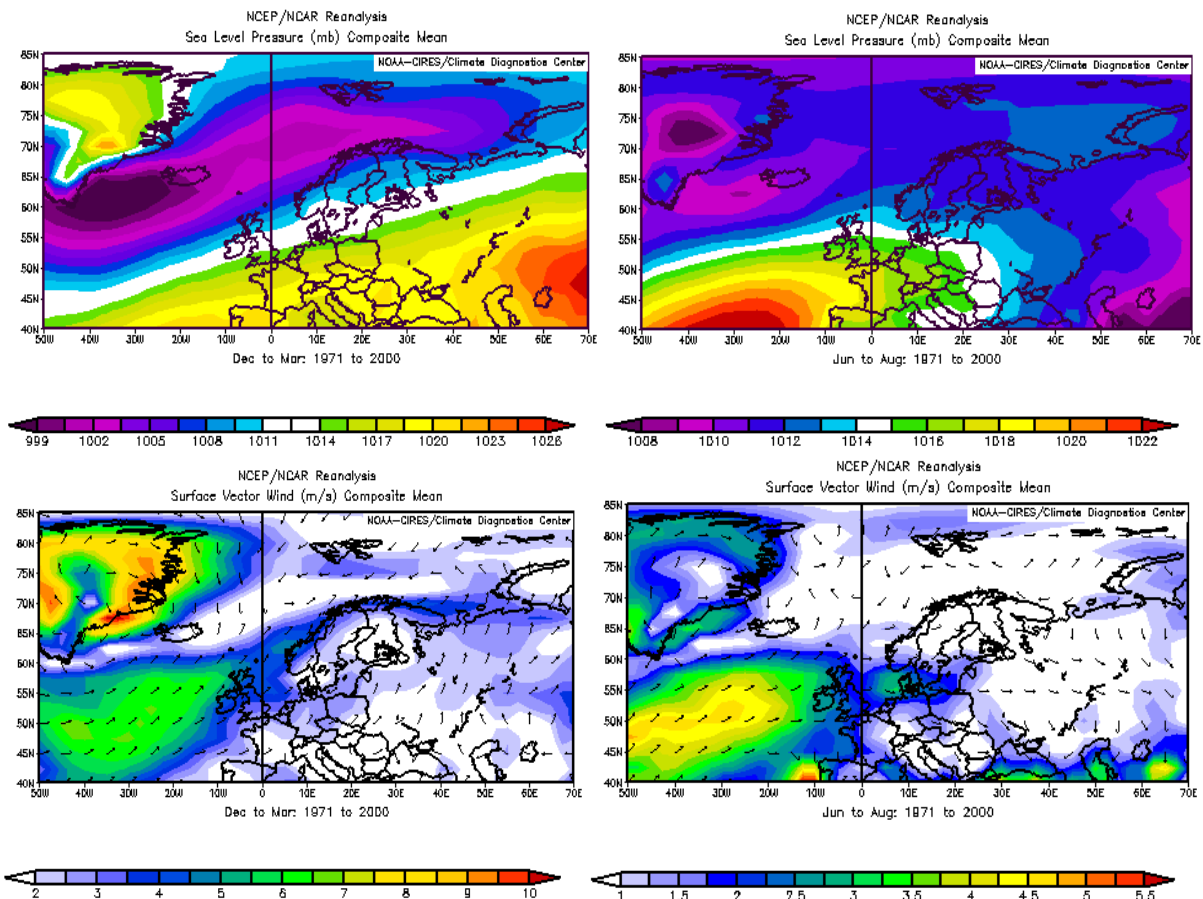 NCEP/NCAR Reanalysis
Sea Level Pressure (mb) Composite Mean
NOAA-CIRES/Climate Diagnostics Center
85N
80N
75N
70N
65N
60N
55N
50N
45N
40N
50W 40W 30W 20W 10W 0 10E 20E 30E 40E 50E 60E 70E
Dec to Mar: 1971 to 2000
999 1002 1005 1008 1011 1014 1017 1020 1023 1026
NCEP/NCAR Reanalysis
Sea Level Pressure (mb) Composite Mean
NOAA-CIRES/Climate Diagnostics Center
85N
80N
75N
70N
65N
60N
55N
50N
45N
40N
50W 40W 30W 20W 10W 0 10E 20E 30E 40E 50E 60E 70E
Jun to Aug: 1971 to 2000
1008 1010 1012 1014 1016 1018 1020 1022
NCEP/NCAR Reanalysis
Surface Vector Wind (m/s) Composite Mean
NOAA-CIRES/Climate Diagnostics Center
85N
80N
75N
70N
65N
60N
55N
50N
45N
40N
50W 40W 30W 20W 10W 0 10E 20E 30E 40E 50E 60E 70E
Dec to Mar: 1971 to 2000
2 3 4 5 6 7 8 9 10
NCEP/NCAR Reanalysis
Surface Vector Wind (m/s) Composite Mean
NOAA-CIRES/Climate Diagnostics Center
85N
80N
75N
70N
65N
60N
55N
50N
45N
40N
50W 40W 30W 20W 10W 0 10E 20E 30E 40E 50E 60E 70E
Jun to Aug: 1971 to 2000
1 1.5 2 2.5 3 3.5 4 4.5 5 5.5